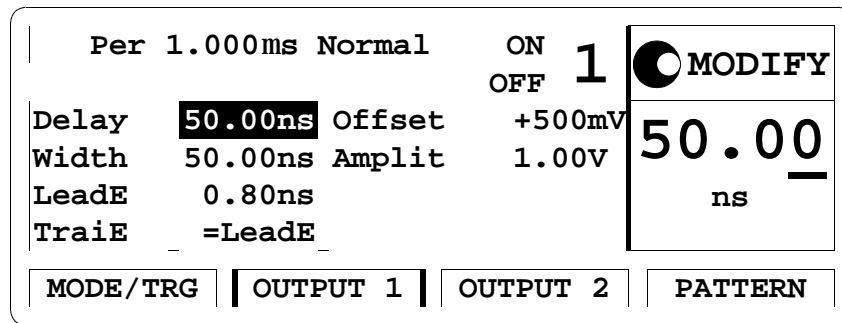 Per 1.000ms Normal ON 1 MODIFY
OFF
Delay 50.00ns Offset +500mV 50.00
Width 50.00ns Amplit 1.00V
LeadE 0.80ns ns
TraiE =LeadE
MODE/TRG OUTPUT 1 OUTPUT 2 PATTERN